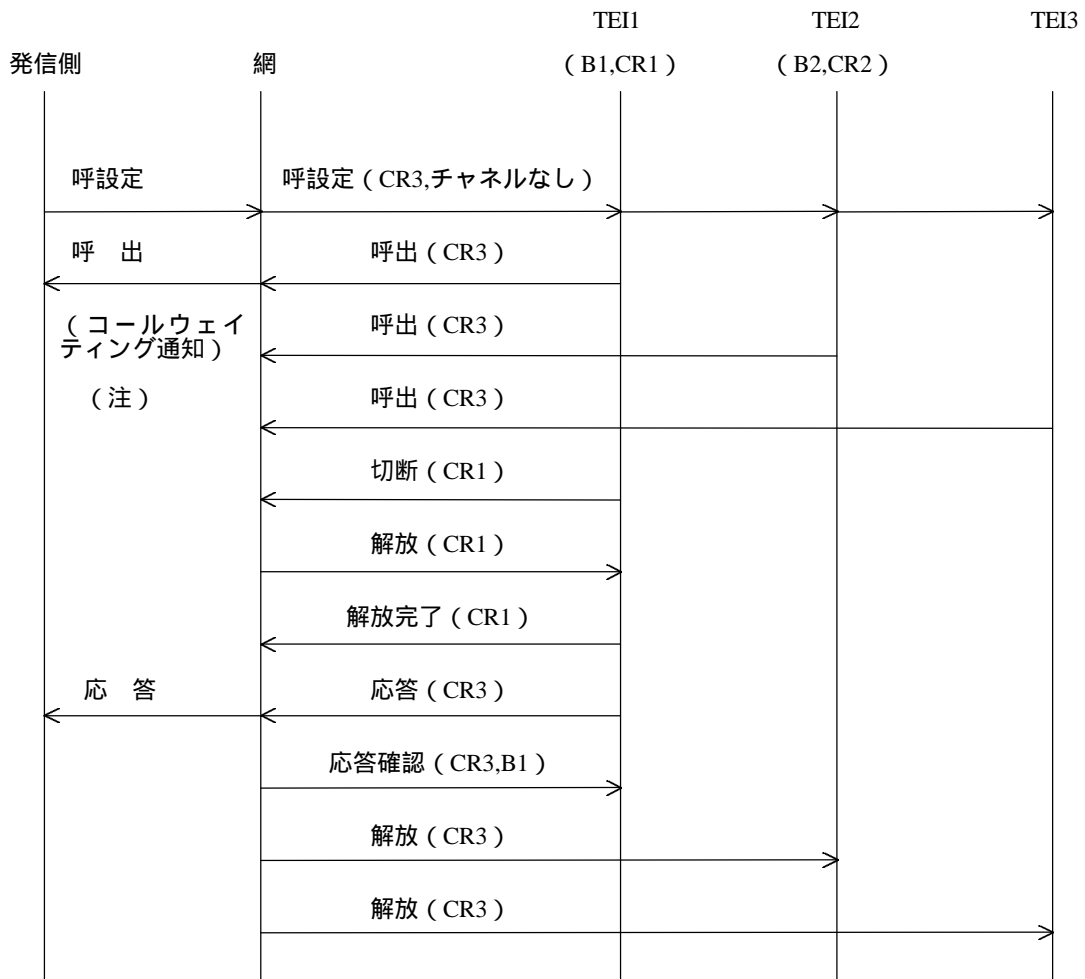 TEI1 TEI2 TEI3
発信側 網 (B1,CR1) (B2,CR2)
呼設定 呼設定(CR3,チャネルなし)
呼 出 呼出(CR3)
(コールウェイ
ティング通知)
呼出(CR3)
(注) 呼出(CR3)
切断(CR1)
解放(CR1)
解放完了(CR1)
応 答 応答(CR3)
応答確認(CR3,B1)
解放(CR3)
解放(CR3)